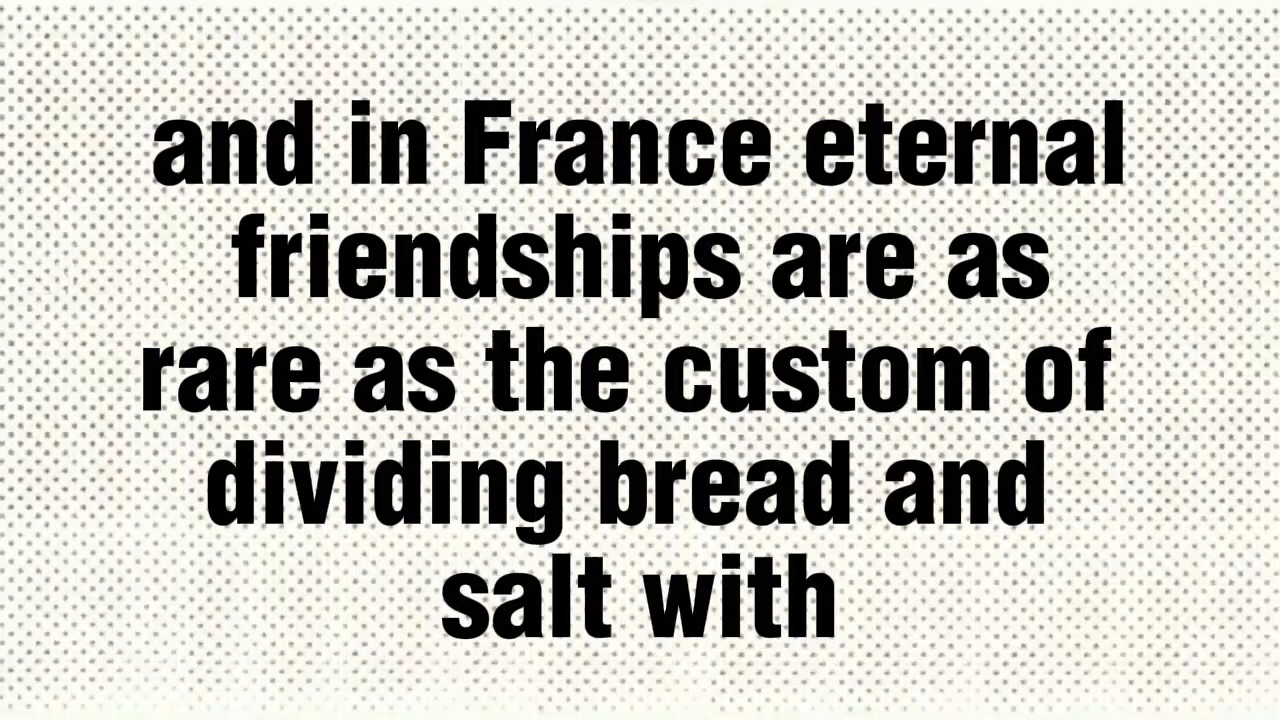 and in France eternal
friendships are as
rare as the custom of
dividing bread and
salt with